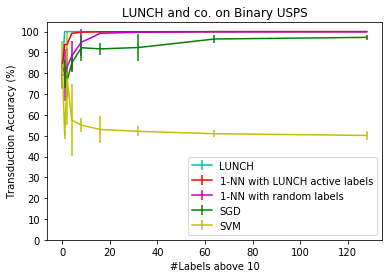 LUNCH and co. on Binary USPS
Transduction Accuracy (%)
100
90
80
70
60
50
40
30
20
10
0
0
20
40
60
80
100
120
#Labels above 10
LUNCH
1-NN with LUNCH active labels
1-NN with random labels
SGD
SVM